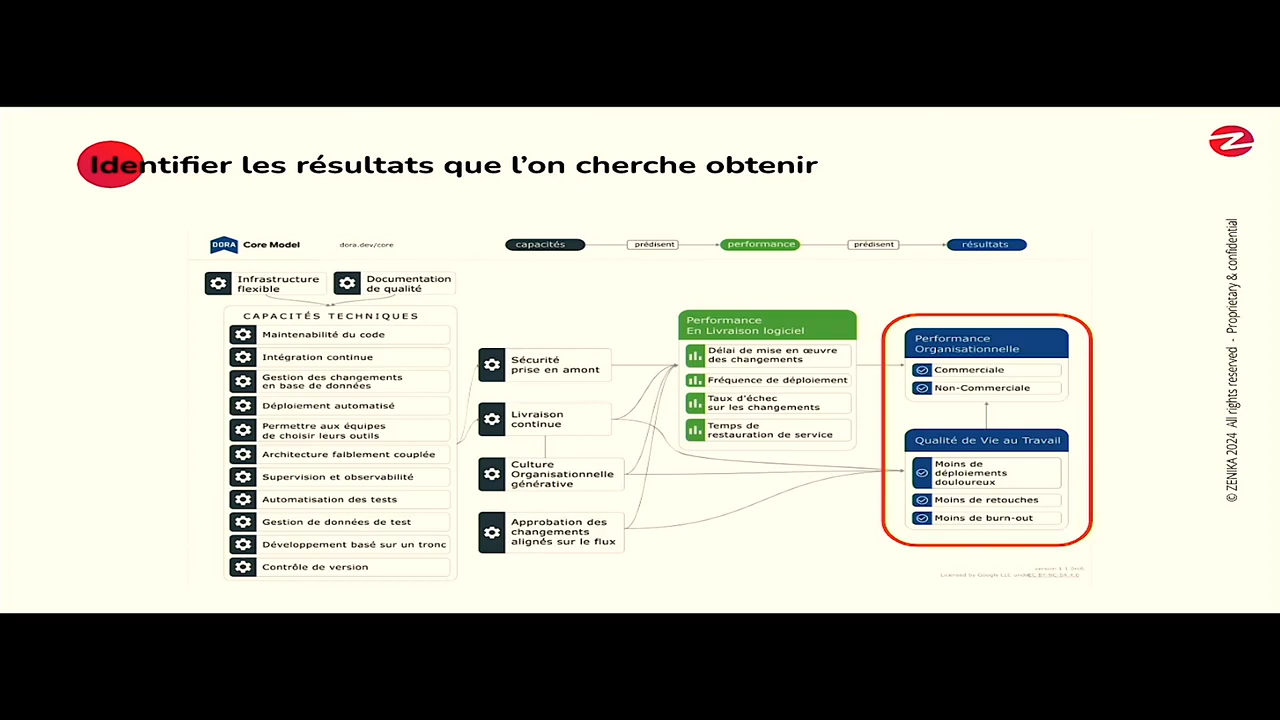 Identifier les résultats que l'on cherche obtenir
DORA Core Model
dora.dev/core
capacités
prédisent
performance
prédisent
résultats
Infrastructure
flexible
Documentation
de qualité
CAPACITÉS TECHNIQUES
Maintenabilité du code
Intégration continue
Gestion des changements
en base de données
Déploiement automatisé
Permettre aux équipes
de choisir leurs outils
Architecture faiblement couplée
Supervision et observabilité
Automatisation des tests
Gestion de données de test
Développement basé sur un tronc
Contrôle de version
Sécurité
prise en amont
Livraison
continue
Culture
Organisationnelle
générative
Approbation des
changements
alignés sur le flux
Performance
En Livraison logiciel
Délai de mise en œuvre
des changements
Fréquence de déploiement
Taux d'échec
sur les changements
Temps de
restauration de service
Performance
Organisationnelle
Commerciale
Non-Commerciale
Qualité de Vie au Travail
Moins de
déploiements
douloureux
Moins de retouches
Moins de burn-out
Licensed by Google LLC under
© ZENIKA 2024 All rights reserved - Proprietary & confidential